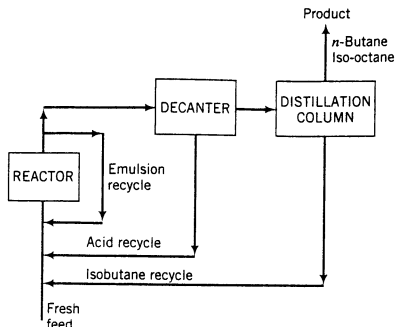 Product
n-Butane
Iso-octane
DECANTER
DISTILLATION
COLUMN
REACTOR
Emulsion
recycle
Acid recycle
Isobutane recycle
Fresh
feed